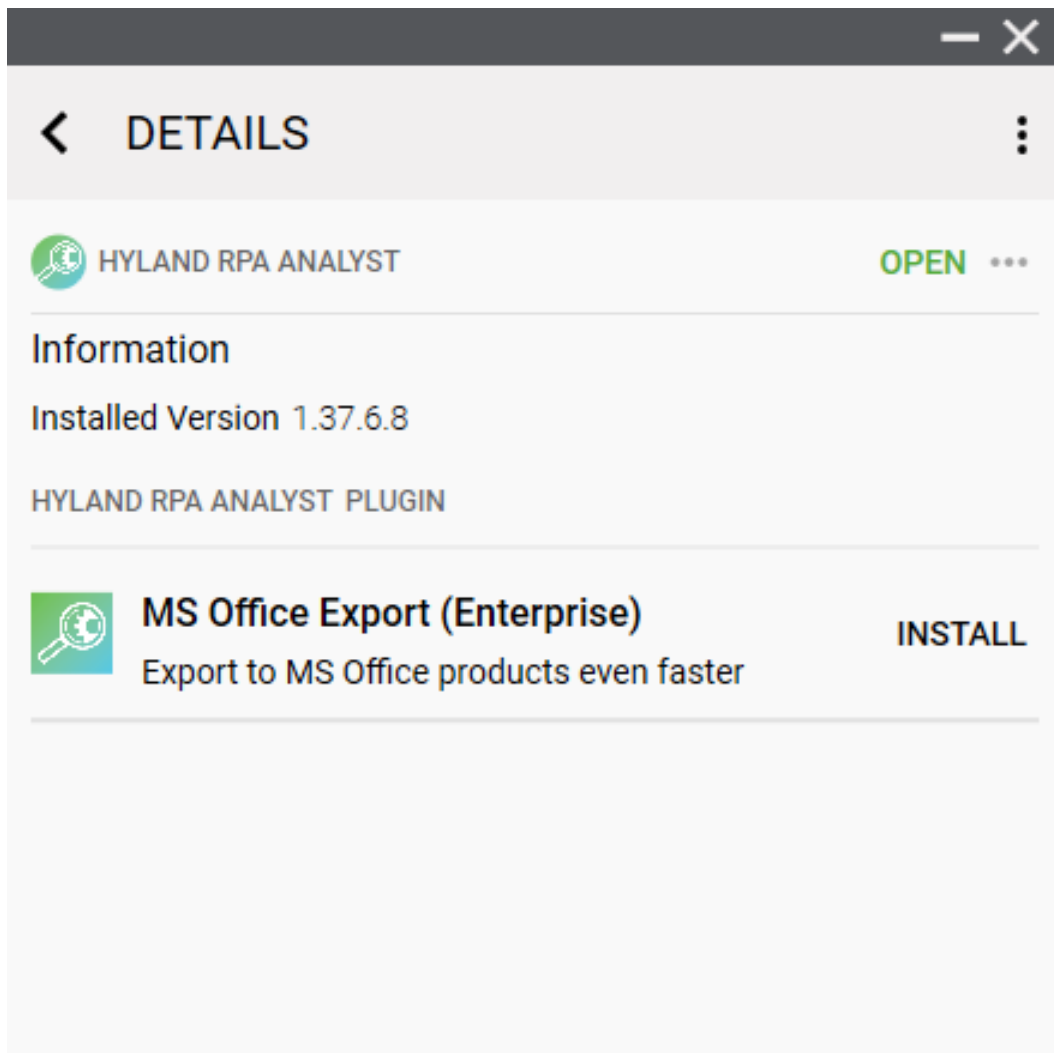 DETAILS
HYLAND RPA ANALYST OPEN
Information
Installed Version 1.37.6.8
HYLAND RPA ANALYST PLUGIN
MS Office Export (Enterprise)
INSTALL
Export to MS Office products even faster